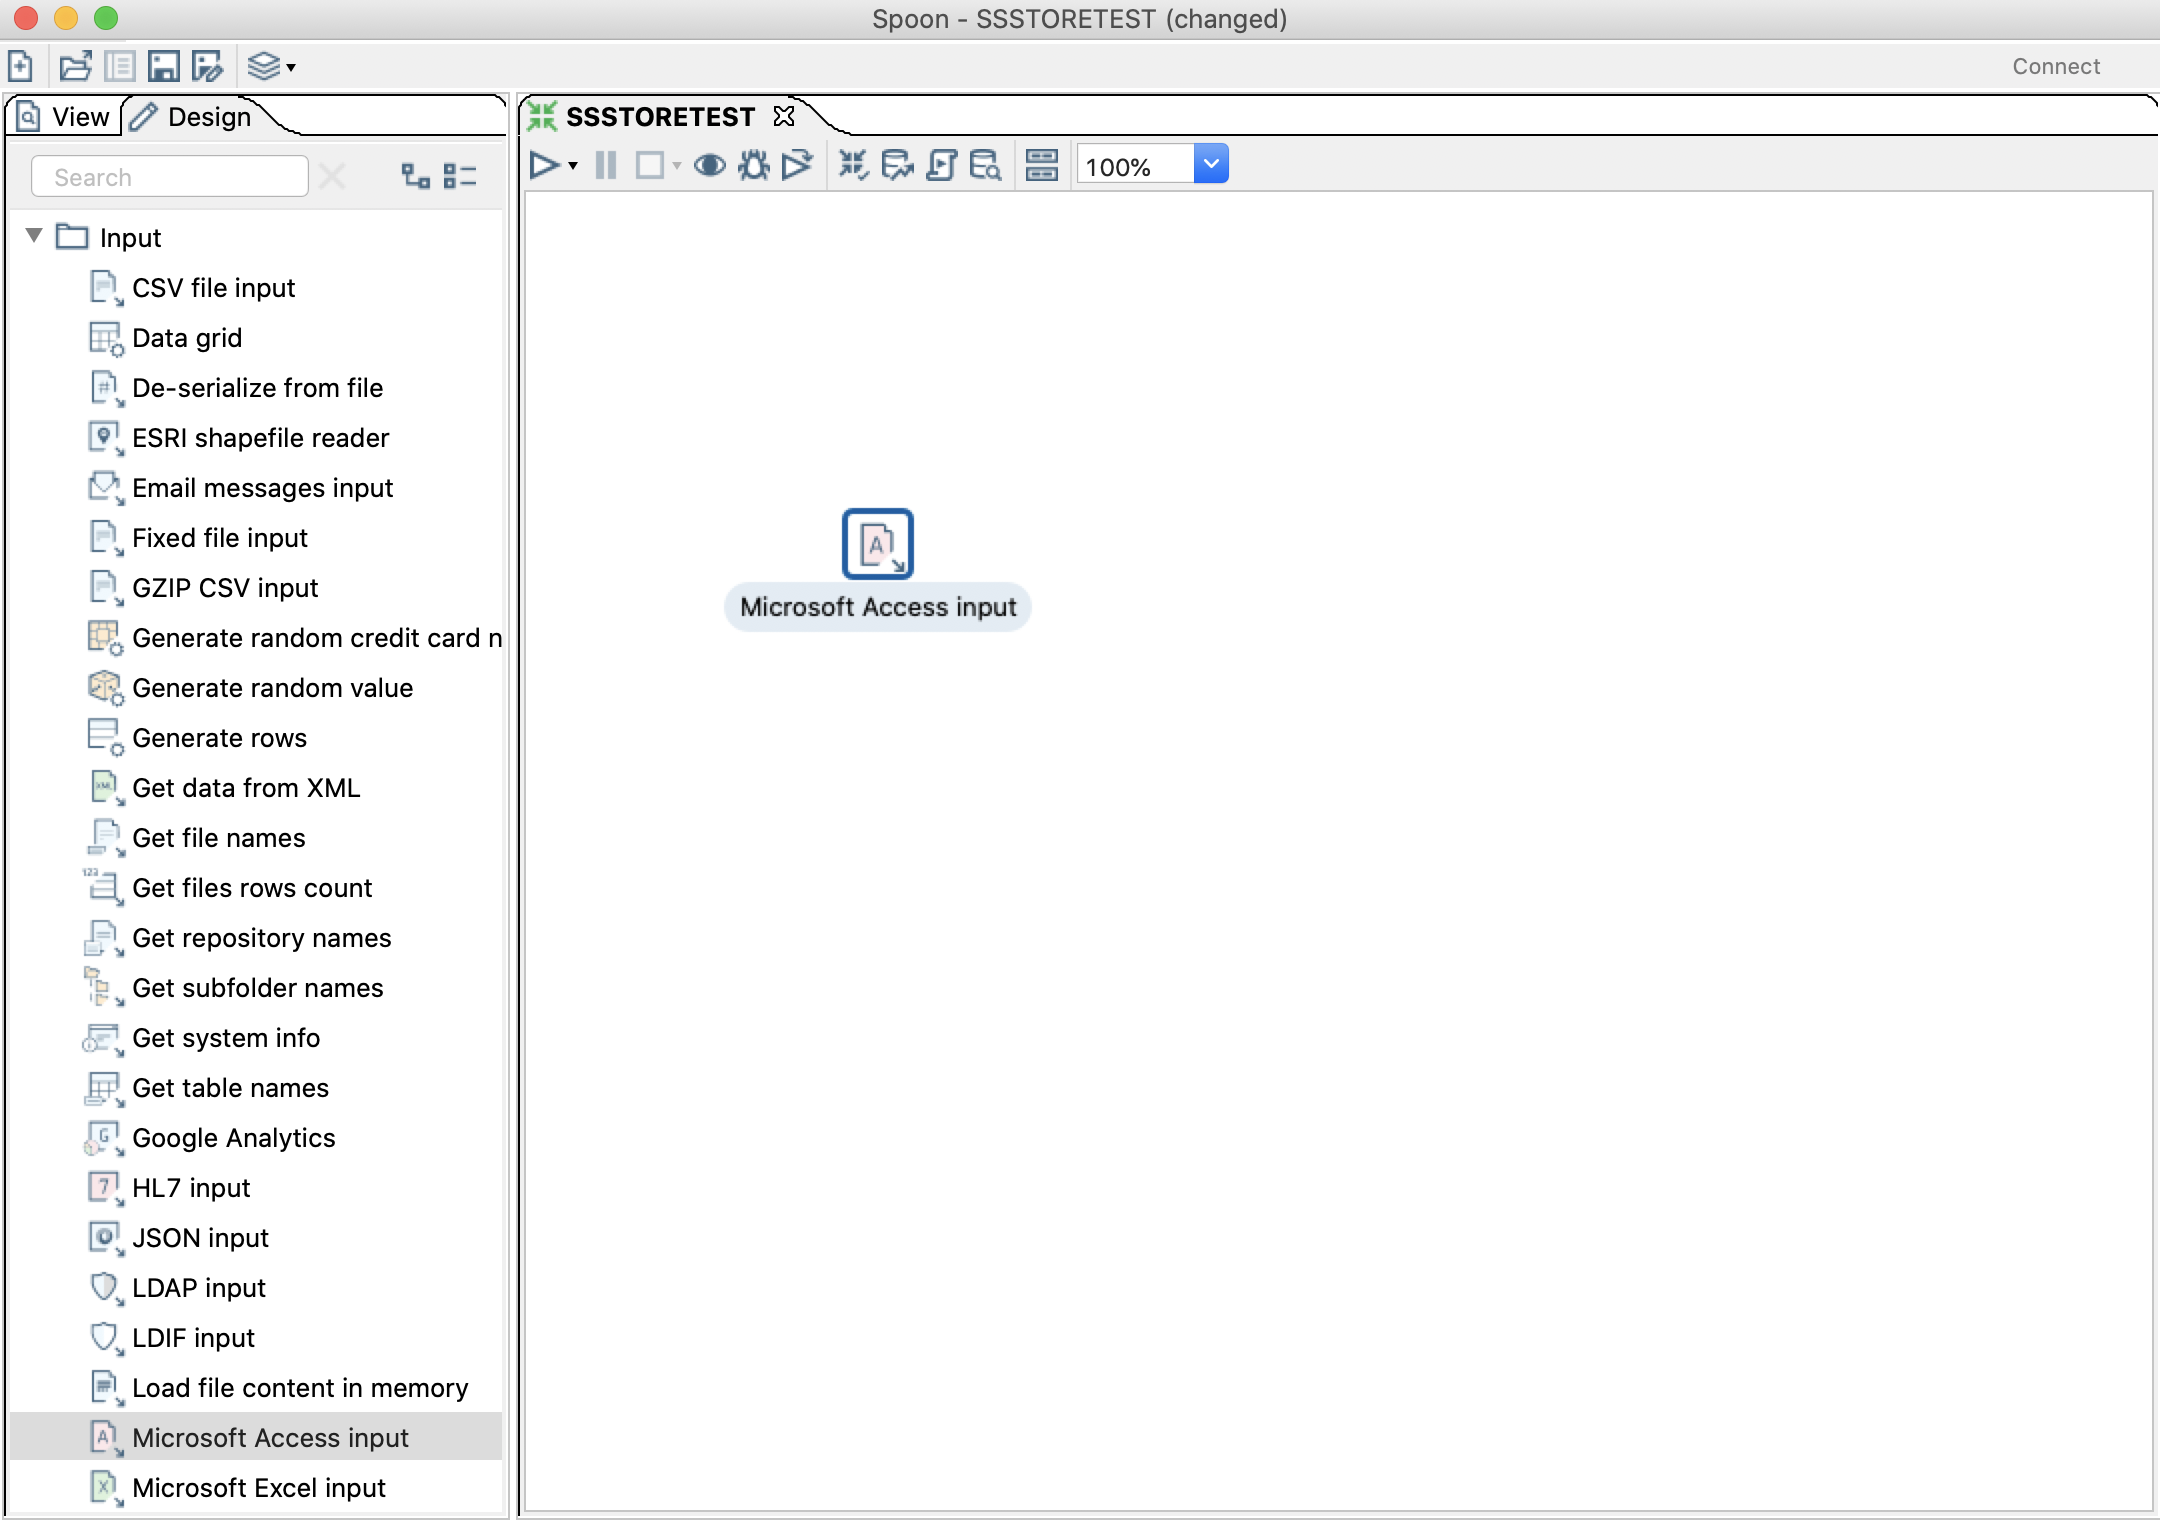 Spoon - SSSTORETEST (changed)
Connect
View
Design
SSSTORETEST
Search
100%
Input
CSV file input
Data grid
De-serialize from file
ESRI shapefile reader
Email messages input
Fixed file input
GZIP CSV input
Generate random credit card n
Generate random value
Generate rows
Get data from XML
Get file names
Get files rows count
Get repository names
Get subfolder names
Get system info
Get table names
Google Analytics
HL7 input
JSON input
LDAP input
LDIF input
Load file content in memory
Microsoft Access input
Microsoft Excel input
A
Microsoft Access input